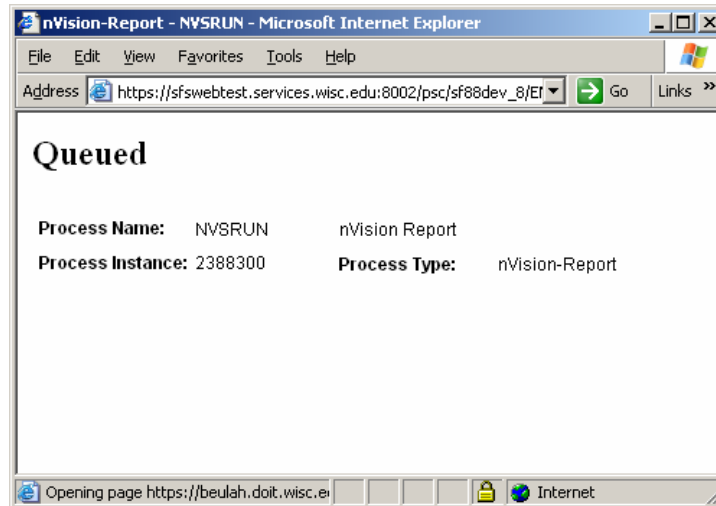 nVision-Report - NVSRUN - Microsoft Internet Explorer
File Edit View Favorites Tools Help
Address https://sfswebtest.services.wisc.edu:8002/psc/sf88dev_8/E Go Links »
Queued
Process Name: NVSRUN nVision Report
Process Instance: 2388300 Process Type: nVision-Report
Opening page https://beulah.doit.wisc.e Internet